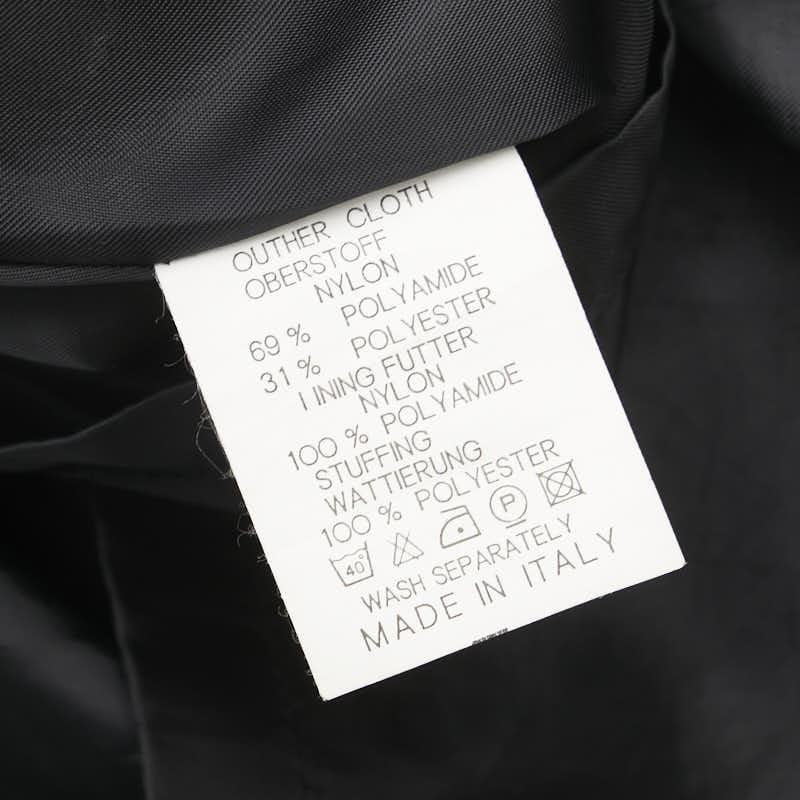 OUTHER CLOTH
OBERSTOFF
NYLON
69 % POLYAMIDE
31 % POLYESTER
LINING FUTTER
NYLON
100 % POLYAMIDE
STUFFING
WATTIERUNG
100 % POLYESTER
40° P
WASH SEPARATELY
MADE IN ITALY